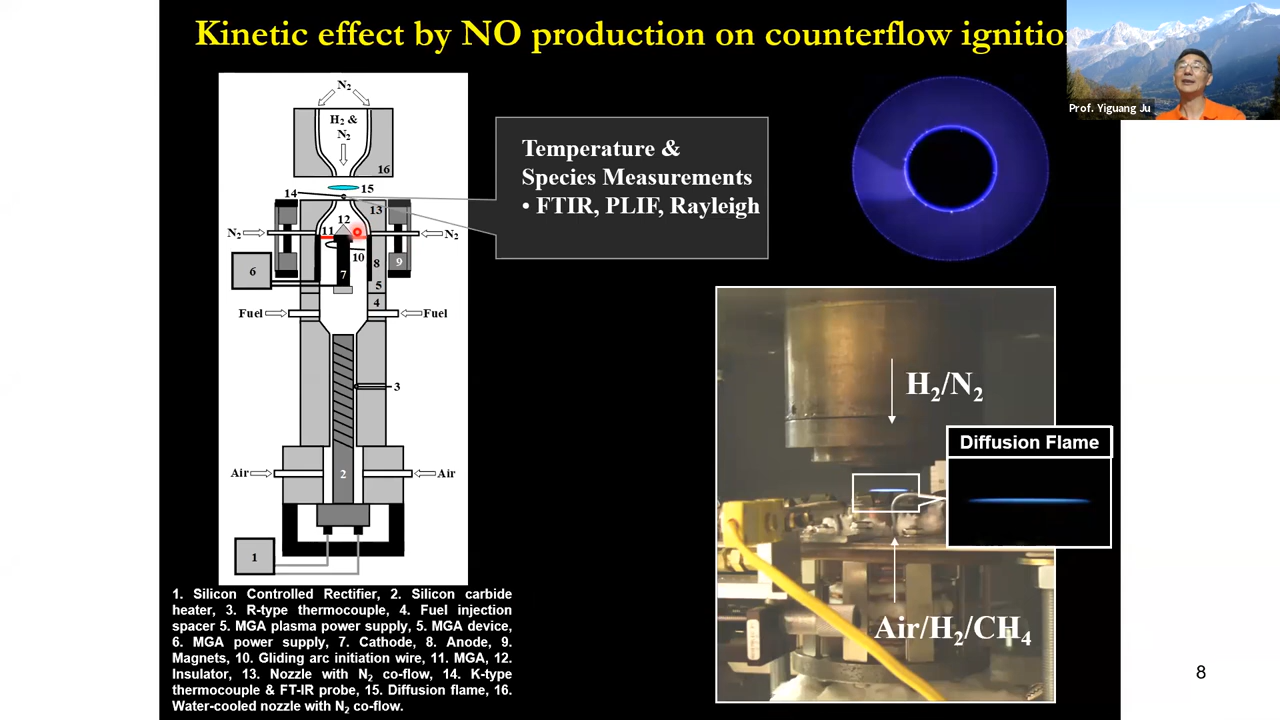 Kinetic effect by NO production on counterflow ignitio
Prof. Yiguang Ju
N₂
H₂ &
N₂
16
14
15
13
12
N₂
11
N₂
10
6
7
8
9
5
4
Fuel
Fuel
3
Air
2
Air
1
Temperature &
Species Measurements
• FTIR, PLIF, Rayleigh
H₂/N₂
Diffusion Flame
Air/H₂/CH₄
1. Silicon Controlled Rectifier, 2. Silicon carbide
heater, 3. R-type thermocouple, 4. Fuel injection
spacer 5. MGA plasma power supply, 5. MGA device,
6. MGA power supply, 7. Cathode, 8. Anode, 9.
Magnets, 10. Gliding arc initiation wire, 11. MGA, 12.
Insulator, 13. Nozzle with N₂ co-flow, 14. K-type
thermocouple & FT-IR probe, 15. Diffusion flame, 16.
Water-cooled nozzle with N₂ co-flow.
8